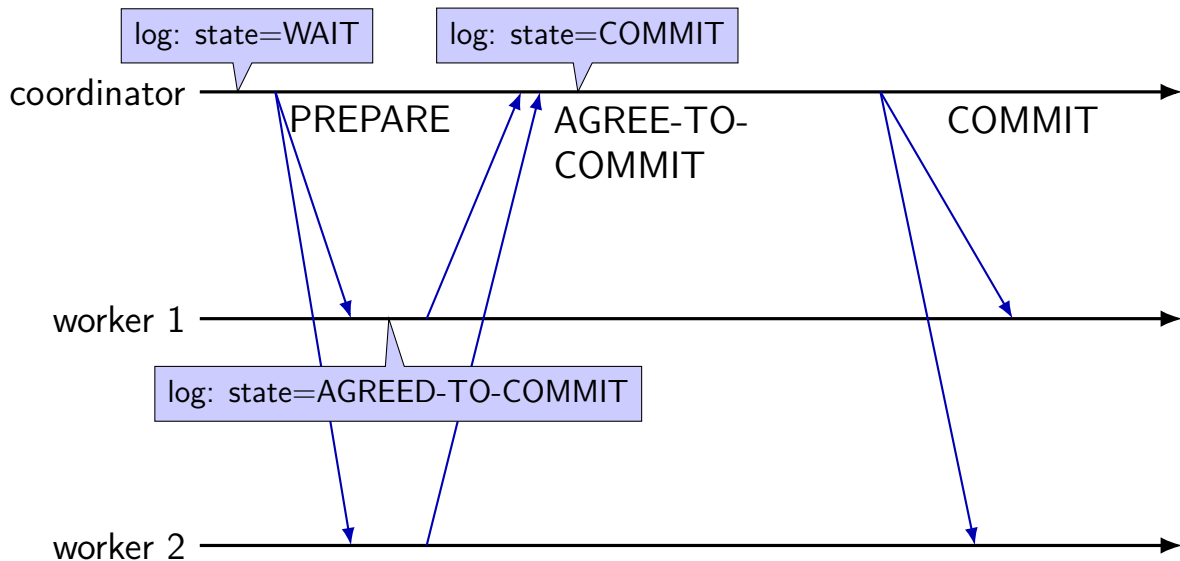 log: state=WAIT
log: state=COMMIT
coordinator
PREPARE
AGREE-TO-
COMMIT
COMMIT
worker 1
log: state=AGREED-TO-COMMIT
worker 2